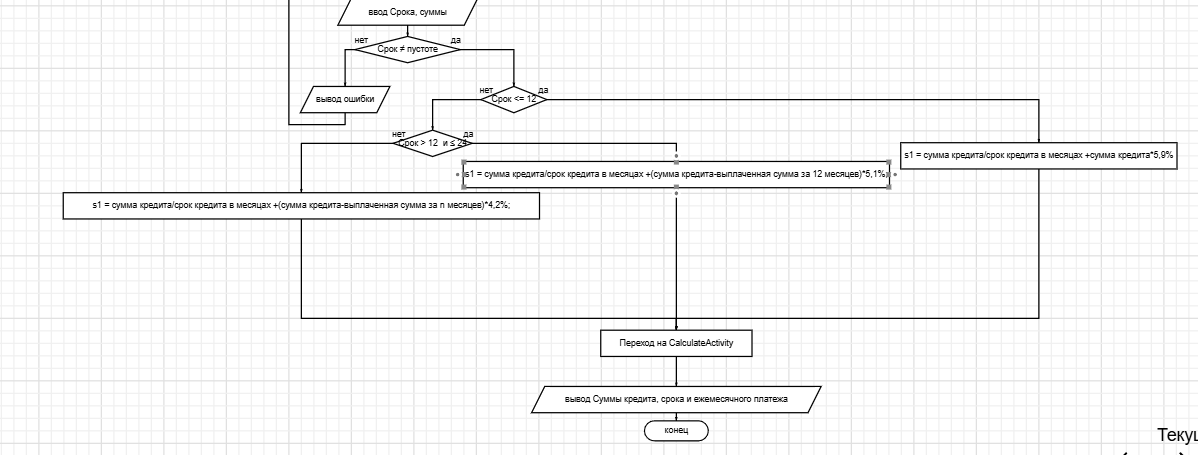 ввод Срока, суммы
нет
да
Срок ≠ пустоте
вывод ошибки
нет
да
Срок <= 12
нет
да
Срок > 12 и ≤ 24
s1 = сумма кредита/срок кредита в месяцах +сумма кредита*5,9%
s1 = сумма кредита/срок кредита в месяцах +(сумма кредита-выплаченная сумма за 12 месяцев)*5,1%;
s1 = сумма кредита/срок кредита в месяцах +(сумма кредита-выплаченная сумма за n месяцев)*4,2%;
Переход на CalculateActivity
вывод Суммы кредита, срока и ежемесячного платежа
конец